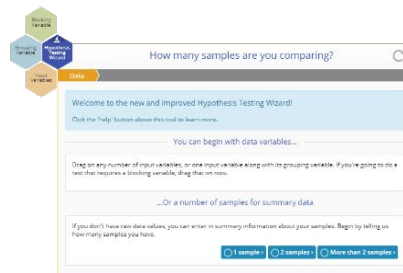 Blocking
Variable
Grouping
Variable
Hypothesis
Testing
Wizard
Input
Variables
How many samples are you comparing?
Data
Welcome to the new and improved Hypothesis Testing Wizard!
Click the 'help' button above this tool to learn more.
You can begin with data variables...
Drag on any number of input variables, or one input variable along with its grouping variable. If you're going to do a
test that requires a blocking variable, drag that on now.
...Or a number of samples for summary data
If you don't have raw data values, you can enter in summary information about your samples. Begin by telling us
how many samples you have.
1 sample ›
2 samples ›
More than 2 samples ›